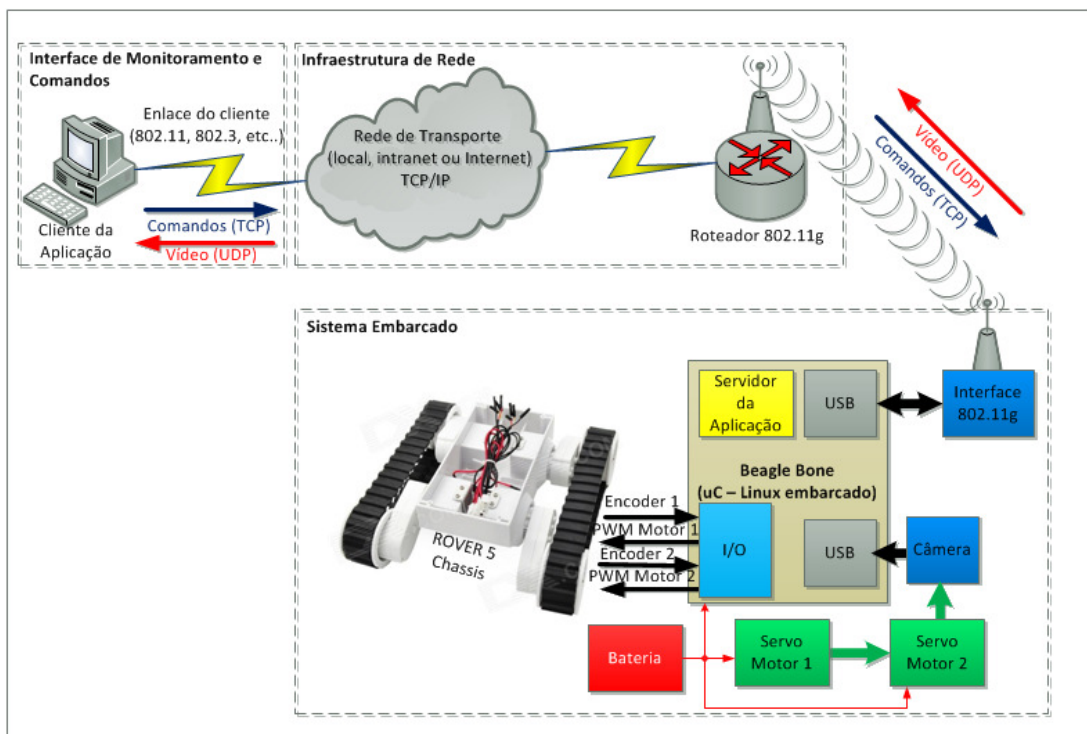 Interface de Monitoramento e
Comandos
Enlace do cliente
(802.11, 802.3, etc..)
Cliente da
Aplicação
Comandos (TCP)
Vídeo (UDP)
Infraestrutura de Rede
Rede de Transporte
(local, intranet ou Internet)
TCP/IP
Roteador 802.11g
Vídeo (UDP)
Comandos (TCP)
Sistema Embarcado
Servidor
da
Aplicação
USB
Interface
802.11g
Beagle Bone
(uC – Linux embarcado)
Encoder 1
PWM Motor 1
Encoder 2
PWM Motor 2
I/O
USB
Câmera
ROVER 5
Chassis
Bateria
Servo
Motor 1
Servo
Motor 2